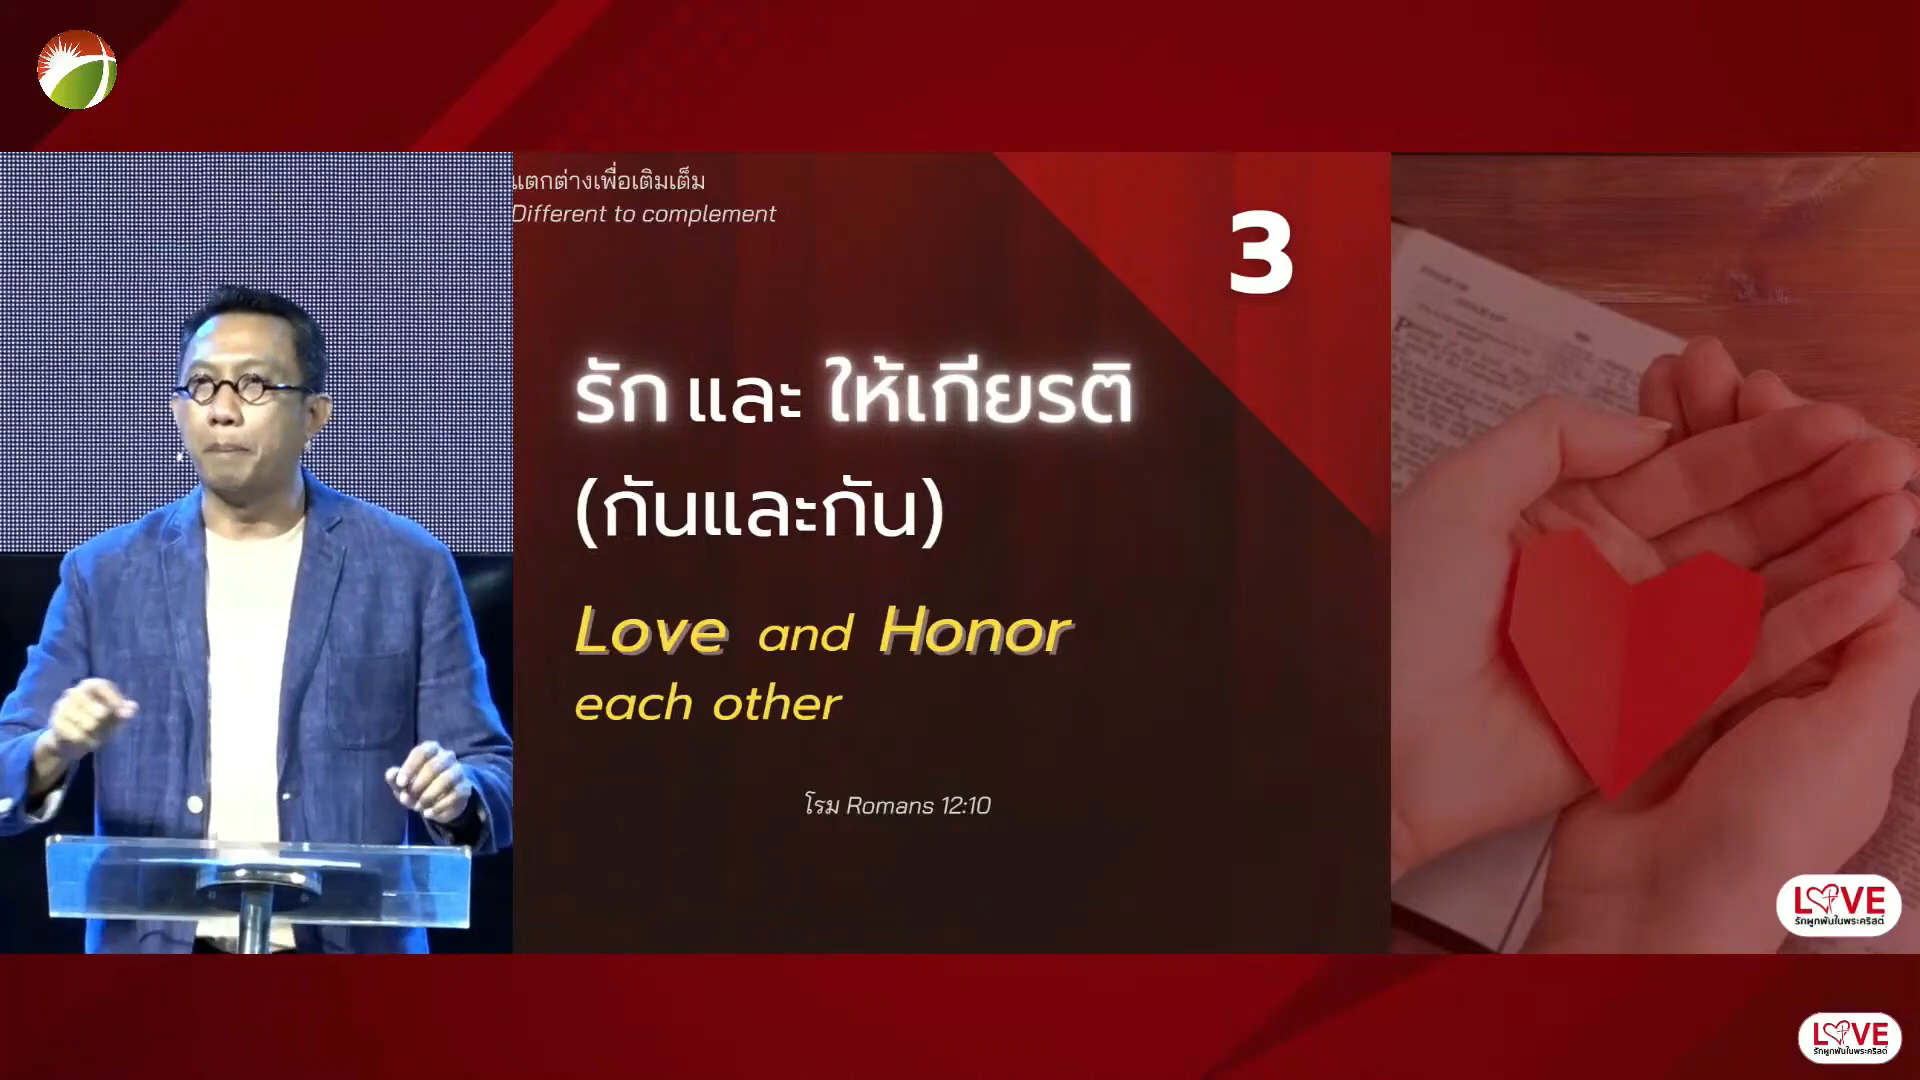 แตกต่างเพื่อเติมเต็ม
Different to complement
3
รัก และ ให้เกียรติ
(กันและกัน)
Love and Honor
each other
โรม Romans 12:10
LOVE
รักผูกพันในพระคริสต์
LOVE
รักผูกพันในพระคริสต์